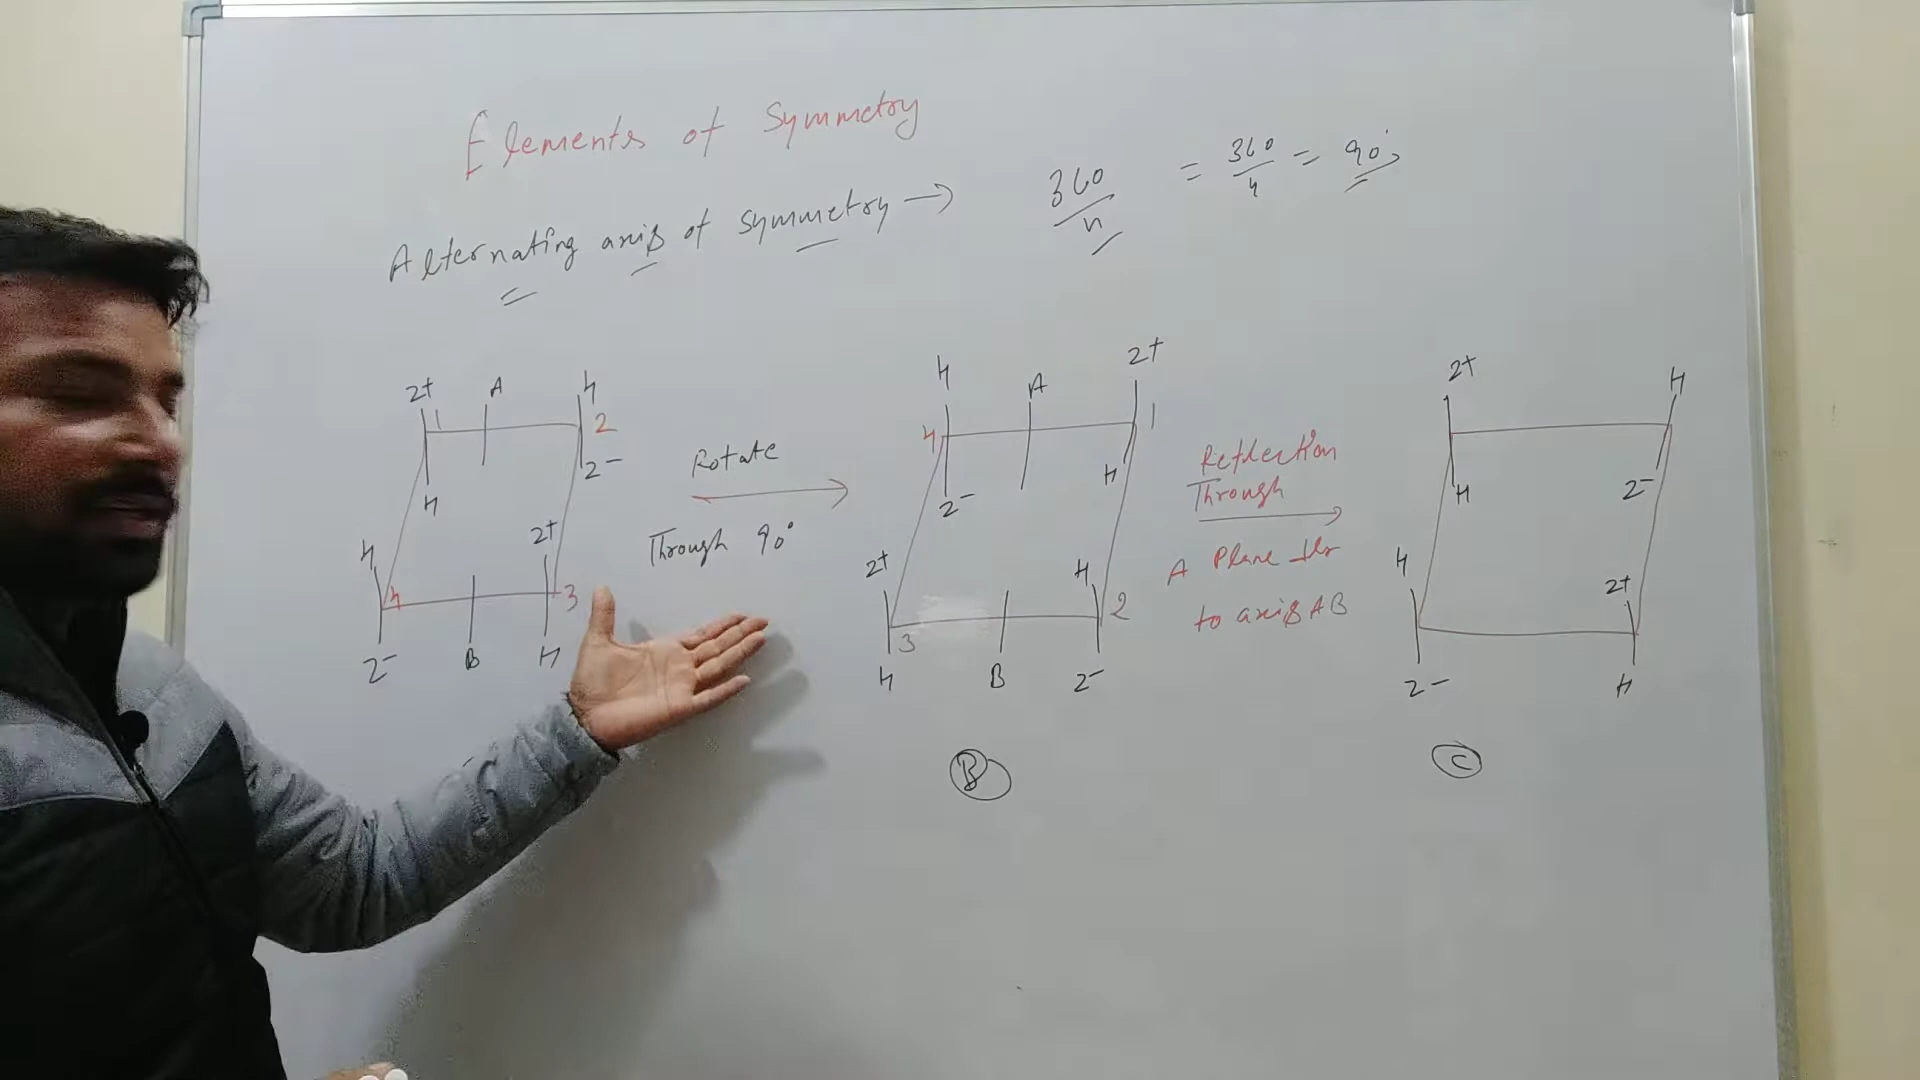 Elements of Symmetry
Alternating axis of symmetry → 360/n = 360/4 = 90°
2+ A H
1 2
2-
H
H 2+
4 3
2- B H
Rotate
Through 90°
H A 2+
4 1
2- H
2+ H
3 2
H B 2-
B
Reflection
Through
A Plane ⊥lr
to axis AB
2+ H
H 2-
H 2+
2- H
C